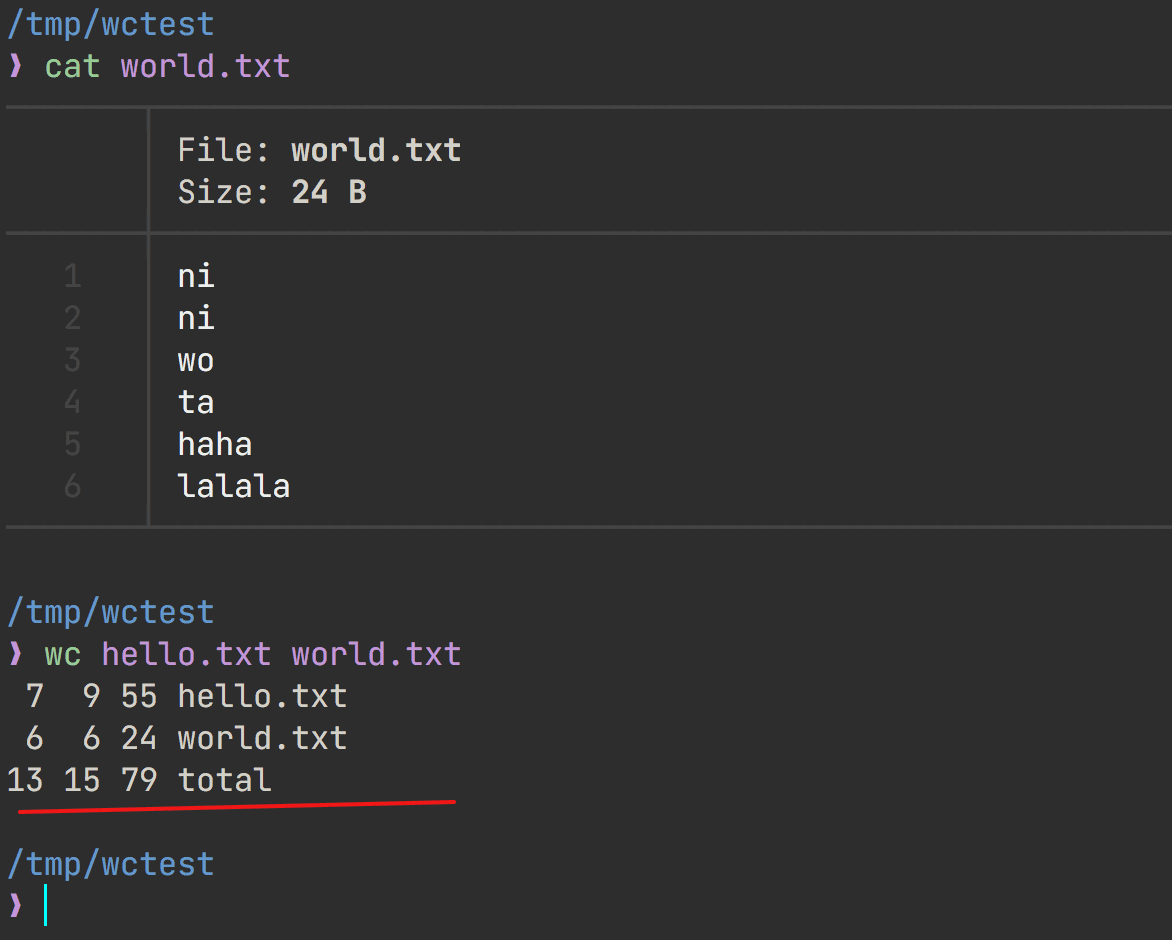 /tmp/wctest
❯ cat world.txt
File: world.txt
Size: 24 B
1 ni
2 ni
3 wo
4 ta
5 haha
6 lalala
/tmp/wctest
❯ wc hello.txt world.txt
7 9 55 hello.txt
6 6 24 world.txt
13 15 79 total
/tmp/wctest
❯